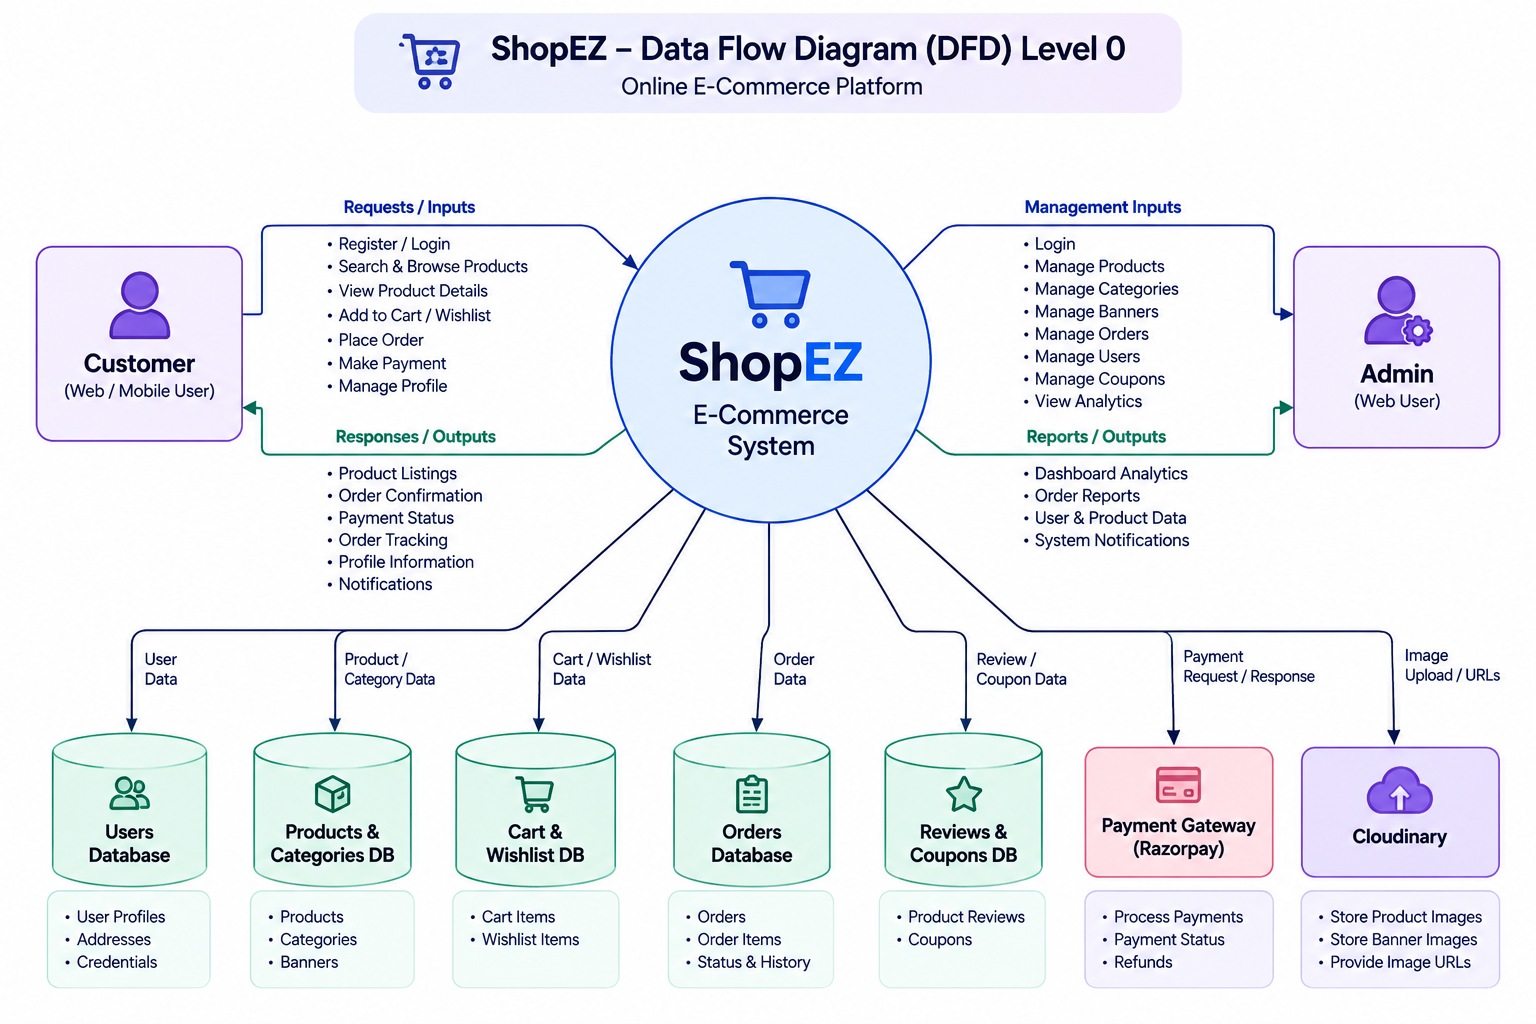 ShopEZ – Data Flow Diagram (DFD) Level 0
Online E-Commerce Platform
Requests / Inputs
• Register / Login
• Search & Browse Products
• View Product Details
• Add to Cart / Wishlist
• Place Order
• Make Payment
• Manage Profile
Customer
(Web / Mobile User)
Responses / Outputs
• Product Listings
• Order Confirmation
• Payment Status
• Order Tracking
• Profile Information
• Notifications
ShopEZ
E-Commerce
System
Management Inputs
• Login
• Manage Products
• Manage Categories
• Manage Banners
• Manage Orders
• Manage Users
• Manage Coupons
• View Analytics
Admin
(Web User)
Reports / Outputs
• Dashboard Analytics
• Order Reports
• User & Product Data
• System Notifications
User
Data
Product /
Category Data
Cart / Wishlist
Data
Order
Data
Review /
Coupon Data
Payment
Request / Response
Image
Upload / URLs
Users
Database
Products &
Categories DB
Cart &
Wishlist DB
Orders
Database
Reviews &
Coupons DB
Payment Gateway
(Razorpay)
Cloudinary
• User Profiles
• Addresses
• Credentials
• Products
• Categories
• Banners
• Cart Items
• Wishlist Items
• Orders
• Order Items
• Status & History
• Product Reviews
• Coupons
• Process Payments
• Payment Status
• Refunds
• Store Product Images
• Store Banner Images
• Provide Image URLs